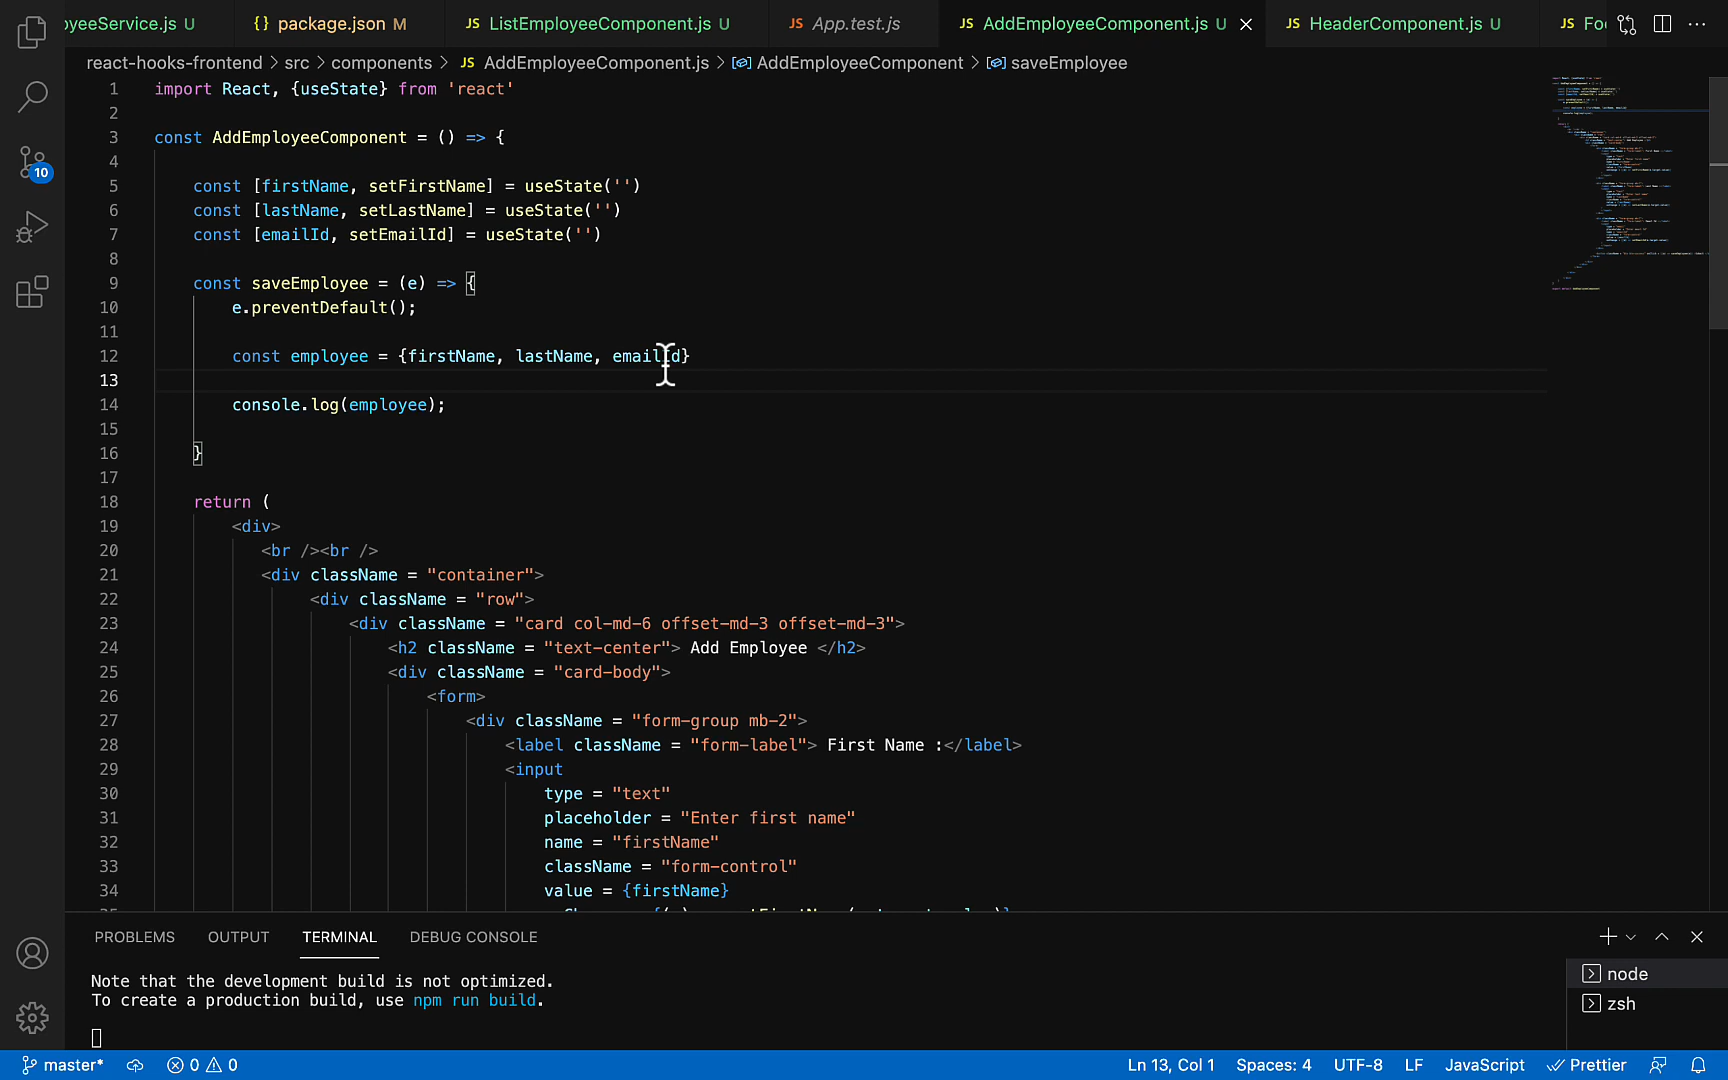 yeeService.js U {} package.json M JS ListEmployeeComponent.js U JS App.test.js JS AddEmployeeComponent.js U JS HeaderComponent.js U JS Foo
react-hooks-frontend > src > components > JS AddEmployeeComponent.js > AddEmployeeComponent > saveEmployee
1 import React, {useState} from 'react'
2
3 const AddEmployeeComponent = () => {
4
5 const [firstName, setFirstName] = useState('')
6 const [lastName, setLastName] = useState('')
7 const [emailId, setEmailId] = useState('')
8
9 const saveEmployee = (e) => {
10 e.preventDefault();
11
12 const employee = {firstName, lastName, emailId}
13
14 console.log(employee);
15
16 }
17
18 return (
19 <div>
20 <br /><br />
21 <div className = "container">
22 <div className = "row">
23 <div className = "card col-md-6 offset-md-3 offset-md-3">
24 <h2 className = "text-center"> Add Employee </h2>
25 <div className = "card-body">
26 <form>
27 <div className = "form-group mb-2">
28 <label className = "form-label"> First Name :</label>
29 <input
30 type = "text"
31 placeholder = "Enter first name"
32 name = "firstName"
33 className = "form-control"
34 value = {firstName}
10
PROBLEMS OUTPUT TERMINAL DEBUG CONSOLE
Note that the development build is not optimized.
To create a production build, use npm run build.
node
zsh
master* 0 0 Ln 13, Col 1 Spaces: 4 UTF-8 LF JavaScript Prettier